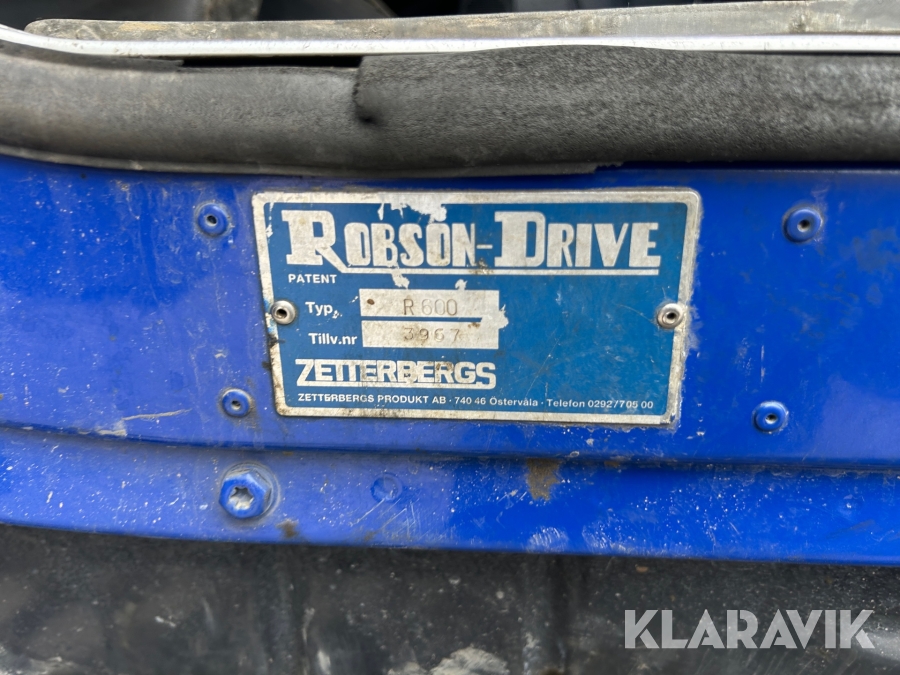 ROBSON-DRIVE
PATENT
Typ. R 600
Tillv.nr 3967
ZETTERBERGS
ZETTERBERGS PRODUKT AB · 740 46 Östervåla · Telefon 0292/705 00
KLARAVIK